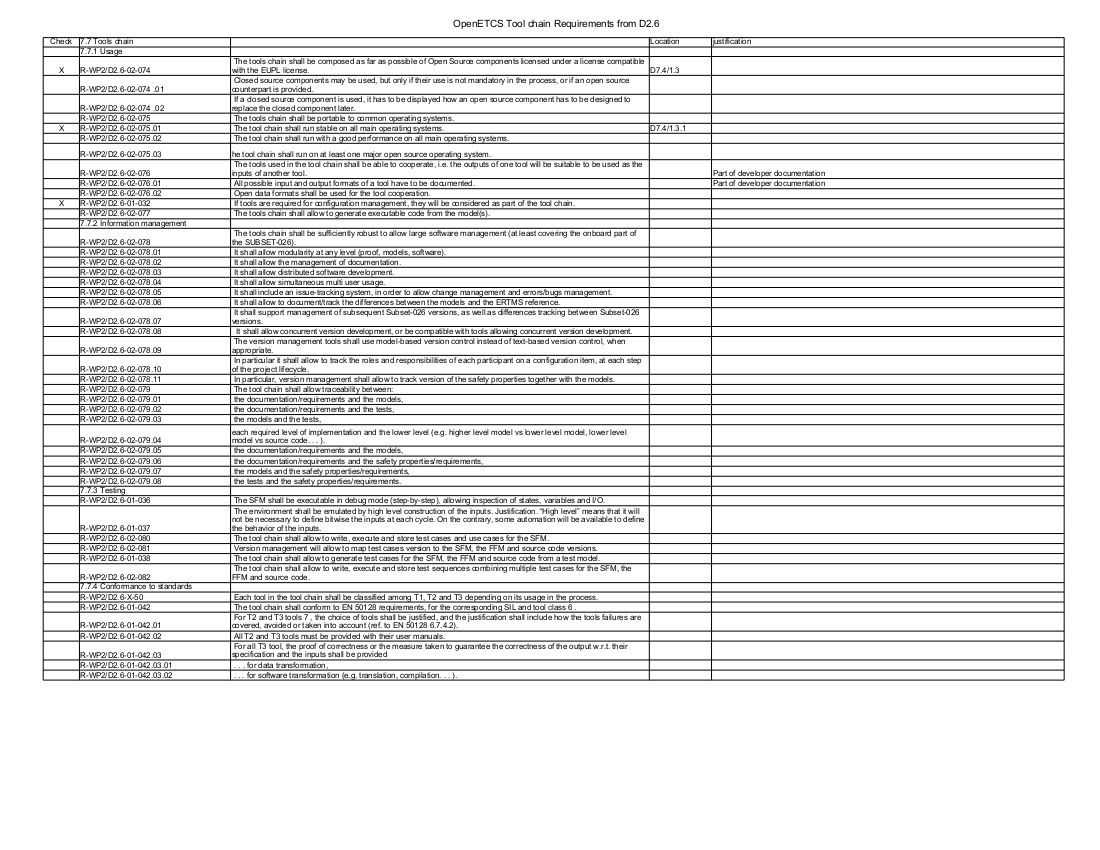 OpenETCS Tool chain Requirements from D2.6
Check 7.7 Tools chain Location justification
7.7.1 Usage
The tools chain shall be composed as far as possible of Open Source components licensed under a license compatible
X R-WP2/D2.6-02-074 with the EUPL license. D7.4/1.3
Closed source components may be used, but only if their use is not mandatory in the process, or if an open source
R-WP2/D2.6-02-074 .01 counterpart is provided.
If a closed source component is used, it has to be displayed how an open source component has to be designed to
R-WP2/D2.6-02-074 .02 replace the closed component later.
R-WP2/D2.6-02-075 The tools chain shall be portable to common operating systems.
X R-WP2/D2.6-02-075.01 The tool chain shall run stable on all main operating systems. D7.4/1.3.1
R-WP2/D2.6-02-075.02 The tool chain shall run with a good performance on all main operating systems.
R-WP2/D2.6-02-075.03 he tool chain shall run on at least one major open source operating system.
The tools used in the tool chain shall be able to cooperate, i.e. the outputs of one tool will be suitable to be used as the
R-WP2/D2.6-02-076 inputs of another tool. Part of developer documentation
R-WP2/D2.6-02-076.01 All possible input and output formats of a tool have to be documented. Part of developer documentation
R-WP2/D2.6-02-076.02 Open data formats shall be used for the tool cooperation.
X R-WP2/D2.6-01-032 If tools are required for configuration management, they will be considered as part of the tool chain.
R-WP2/D2.6-02-077 The tools chain shall allow to generate executable code from the model(s).
7.7.2 Information management
The tools chain shall be sufficiently robust to allow large software management (at least covering the onboard part of
R-WP2/D2.6-02-078 the SUBSET-026).
R-WP2/D2.6-02-078.01 It shall allow modularity at any level (proof, models, software).
R-WP2/D2.6-02-078.02 It shall allow the management of documentation.
R-WP2/D2.6-02-078.03 It shall allow distributed software development.
R-WP2/D2.6-02-078.04 It shall allow simultaneous multi user usage.
R-WP2/D2.6-02-078.05 It shall include an issue-tracking system, in order to allow change management and errors/bugs management.
R-WP2/D2.6-02-078.06 It shall allow to document/track the differences between the models and the ERTMS reference.
It shall support management of subsequent Subset-026 versions, as well as differences tracking between Subset-026
R-WP2/D2.6-02-078.07 versions.
R-WP2/D2.6-02-078.08 It shall allow concurrent version development, or be compatible with tools allowing concurrent version development.
The version management tools shall use model-based version control instead of text-based version control, when
R-WP2/D2.6-02-078.09 appropriate.
In particular it shall allow to track the roles and responsibilities of each participant on a configuration item, at each step
R-WP2/D2.6-02-078.10 of the project lifecycle.
R-WP2/D2.6-02-078.11 In particular, version management shall allow to track version of the safety properties together with the models.
R-WP2/D2.6-02-079 The tool chain shall allow traceability between:
R-WP2/D2.6-02-079.01 the documentation/requirements and the models,
R-WP2/D2.6-02-079.02 the documentation/requirements and the tests,
R-WP2/D2.6-02-079.03 the models and the tests,
each required level of implementation and the lower level (e.g. higher level model vs lower level model, lower level
R-WP2/D2.6-02-079.04 model vs source code. . . ).
R-WP2/D2.6-02-079.05 the documentation/requirements and the models,
R-WP2/D2.6-02-079.06 the documentation/requirements and the safety properties/requirements,
R-WP2/D2.6-02-079.07 the models and the safety properties/requirements,
R-WP2/D2.6-02-079.08 the tests and the safety properties/requirements.
7.7.3 Testing
R-WP2/D2.6-01-036 The SFM shall be executable in debug mode (step-by-step), allowing inspection of states, variables and I/O.
The environment shall be emulated by high level construction of the inputs. Justification. “High level” means that it will
not be necessary to define bitwise the inputs at each cycle. On the contrary, some automation will be available to define
R-WP2/D2.6-01-037 the behavior of the inputs.
R-WP2/D2.6-02-080 The tool chain shall allow to write, execute and store test cases and use cases for the SFM.
R-WP2/D2.6-02-081 Version management will allow to map test cases version to the SFM, the FFM and source code versions.
R-WP2/D2.6-01-038 The tool chain shall allow to generate test cases for the SFM, the FFM and source code from a test model.
The tool chain shall allow to write, execute and store test sequences combining multiple test cases for the SFM, the
R-WP2/D2.6-02-082 FFM and source code.
7.7.4 Conformance to standards
R-WP2/D2.6-X-50 Each tool in the tool chain shall be classified among T1, T2 and T3 depending on its usage in the process.
R-WP2/D2.6-01-042 The tool chain shall conform to EN 50128 requirements, for the corresponding SIL and tool class 6 .
For T2 and T3 tools 7 , the choice of tools shall be justified, and the justification shall include how the tools failures are
R-WP2/D2.6-01-042.01 covered, avoided or taken into account (ref. to EN 50128 6.7.4.2).
R-WP2/D2.6-01-042.02 All T2 and T3 tools must be provided with their user manuals.
For all T3 tool, the proof of correctness or the measure taken to guarantee the correctness of the output w.r.t. their
R-WP2/D2.6-01-042.03 specification and the inputs shall be provided
R-WP2/D2.6-01-042.03.01 . . . for data transformation,
R-WP2/D2.6-01-042.03.02 . . . for software transformation (e.g. translation, compilation. . . ).